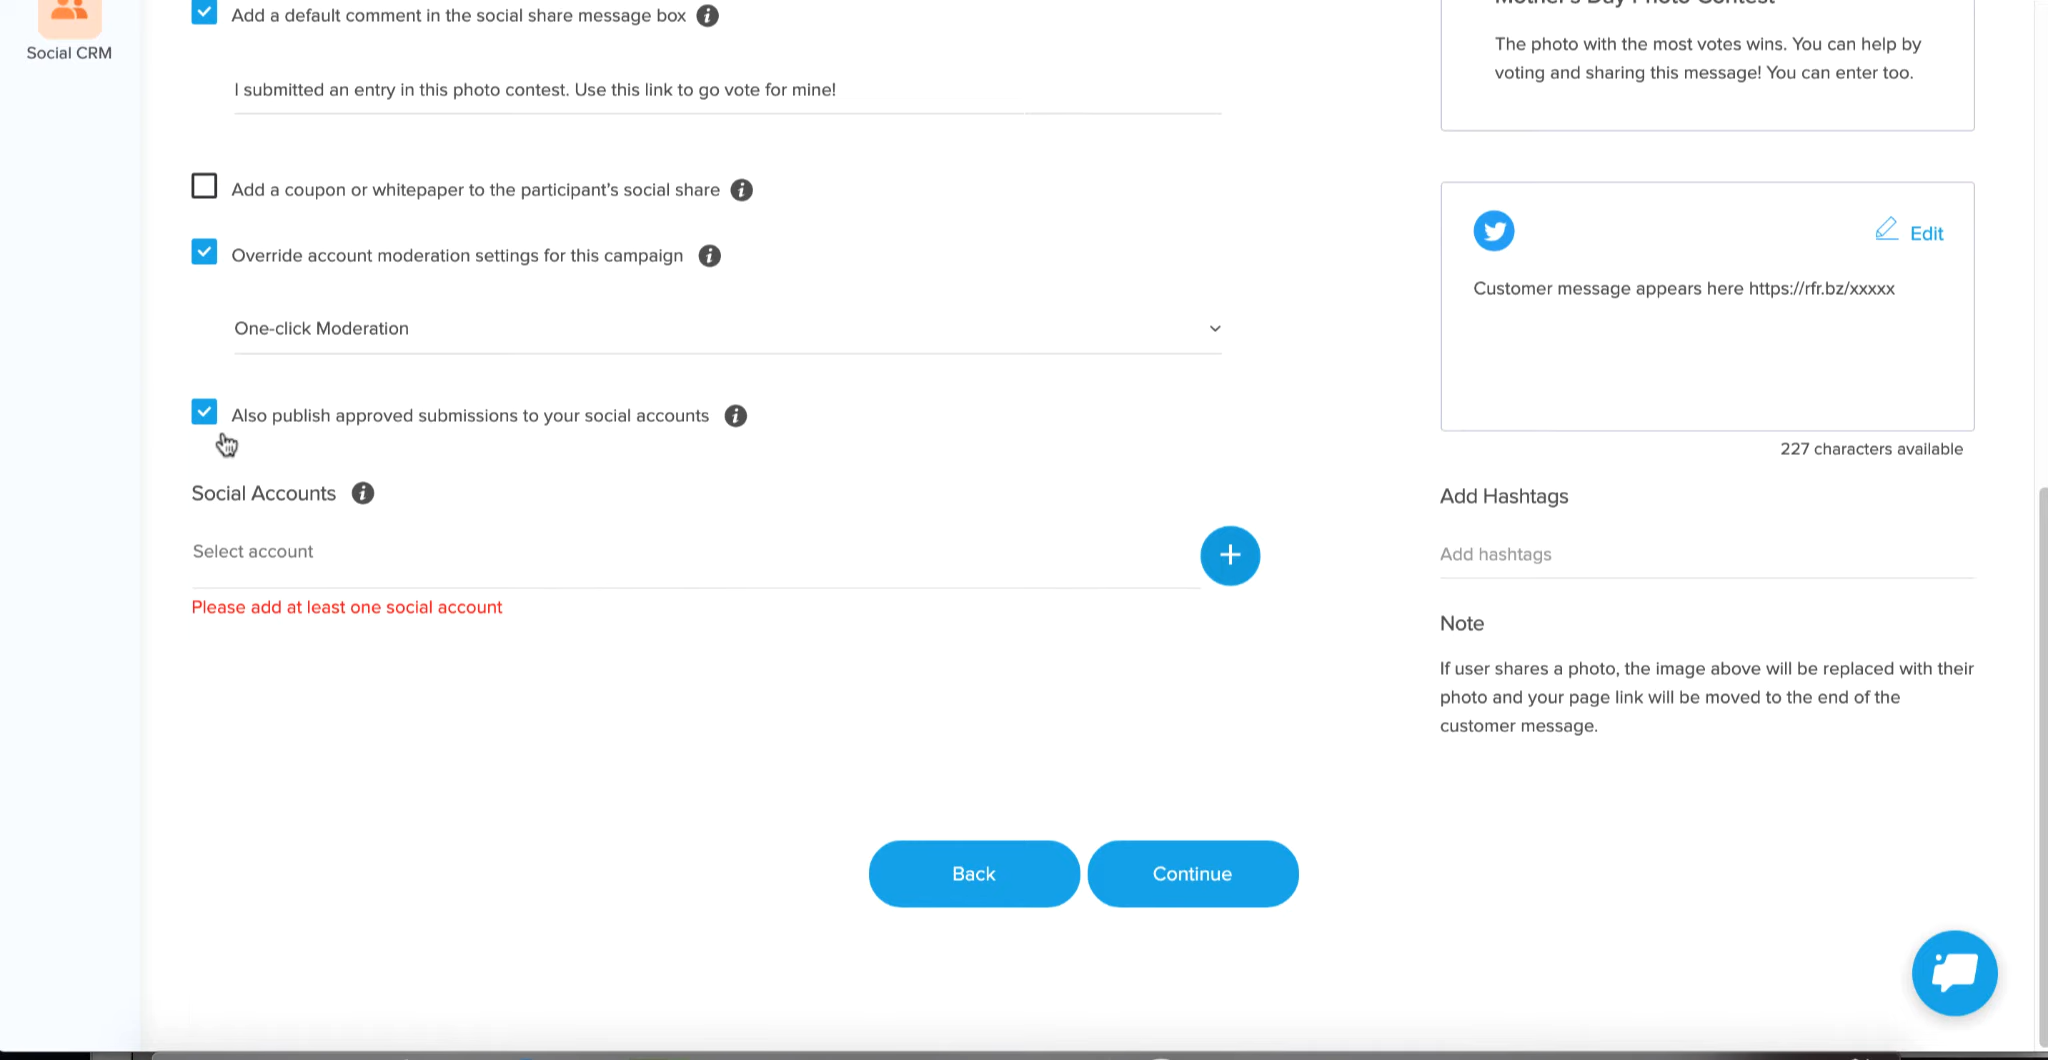 Social CRM
Add a default comment in the social share message box
I submitted an entry in this photo contest. Use this link to go vote for mine!
Add a coupon or whitepaper to the participant's social share
Override account moderation settings for this campaign
One-click Moderation
Also publish approved submissions to your social accounts
Social Accounts
Select account
Please add at least one social account
Back
Continue
Mother's Day Photo Contest
The photo with the most votes wins. You can help by
voting and sharing this message! You can enter too.
Edit
Customer message appears here https://rfr.bz/xxxxx
227 characters available
Add Hashtags
Add hashtags
Note
If user shares a photo, the image above will be replaced with their
photo and your page link will be moved to the end of the
customer message.